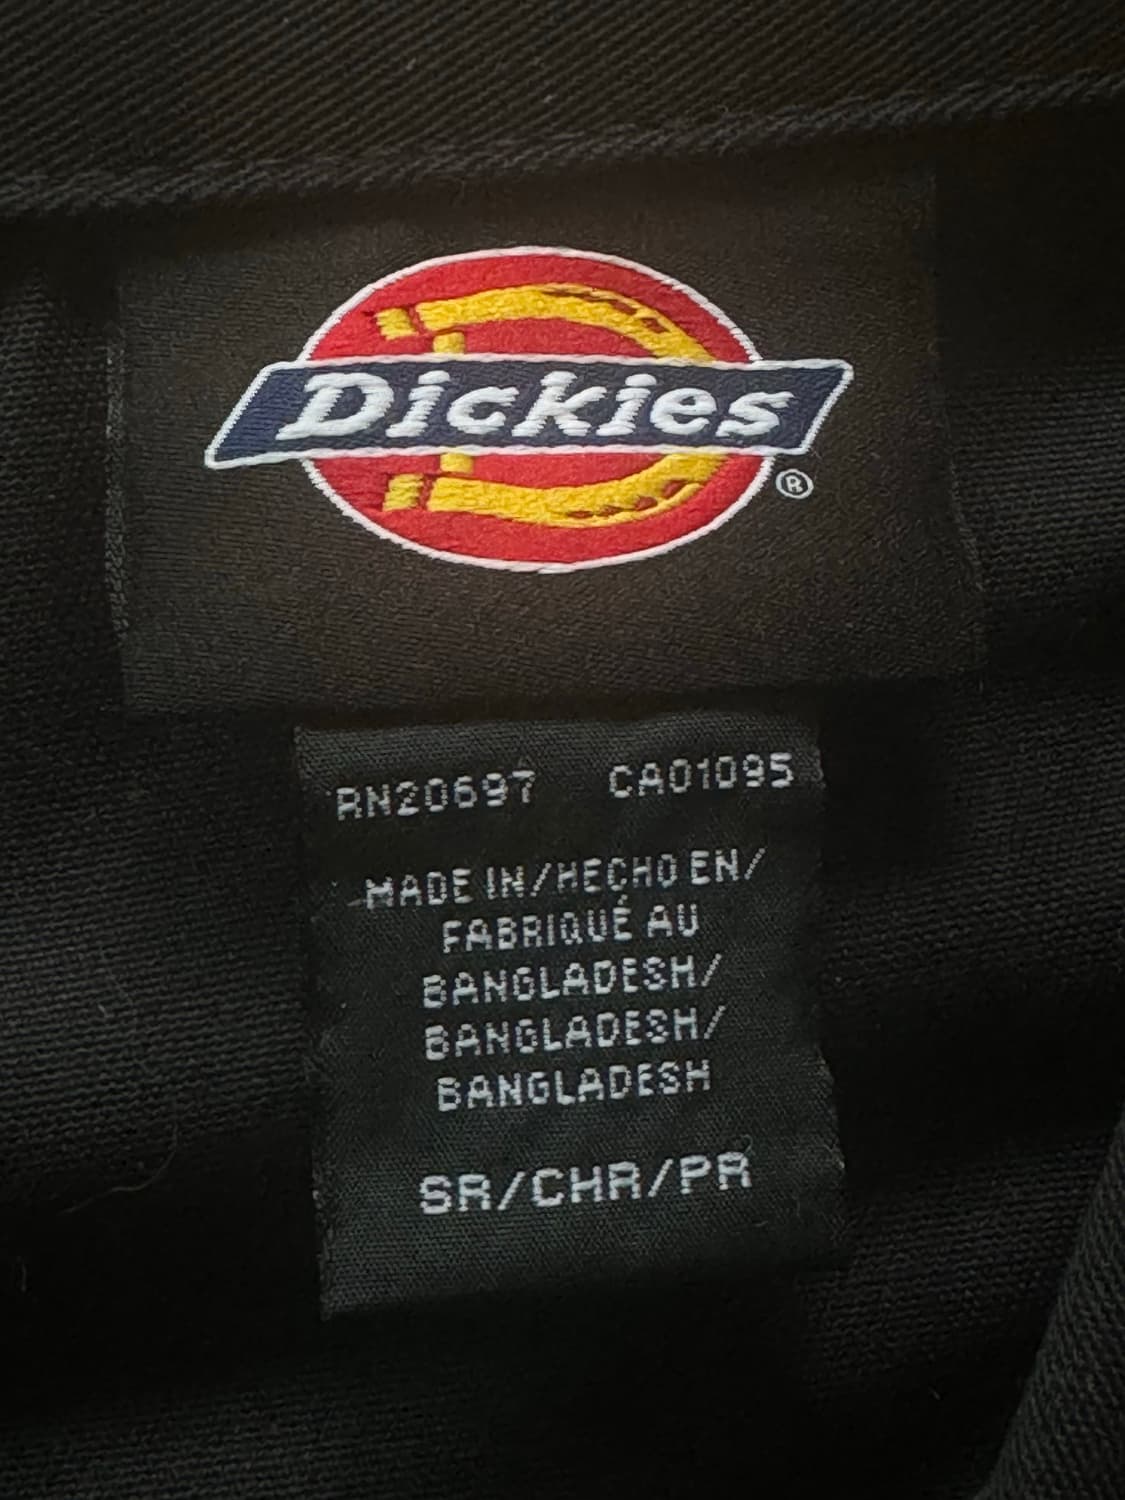 Dickies
®
RN20697 CA01095
MADE IN/HECHO EN/
FABRIQUÉ AU
BANGLADESH/
BANGLADESH/
BANGLADESH
SR/CHR/PR